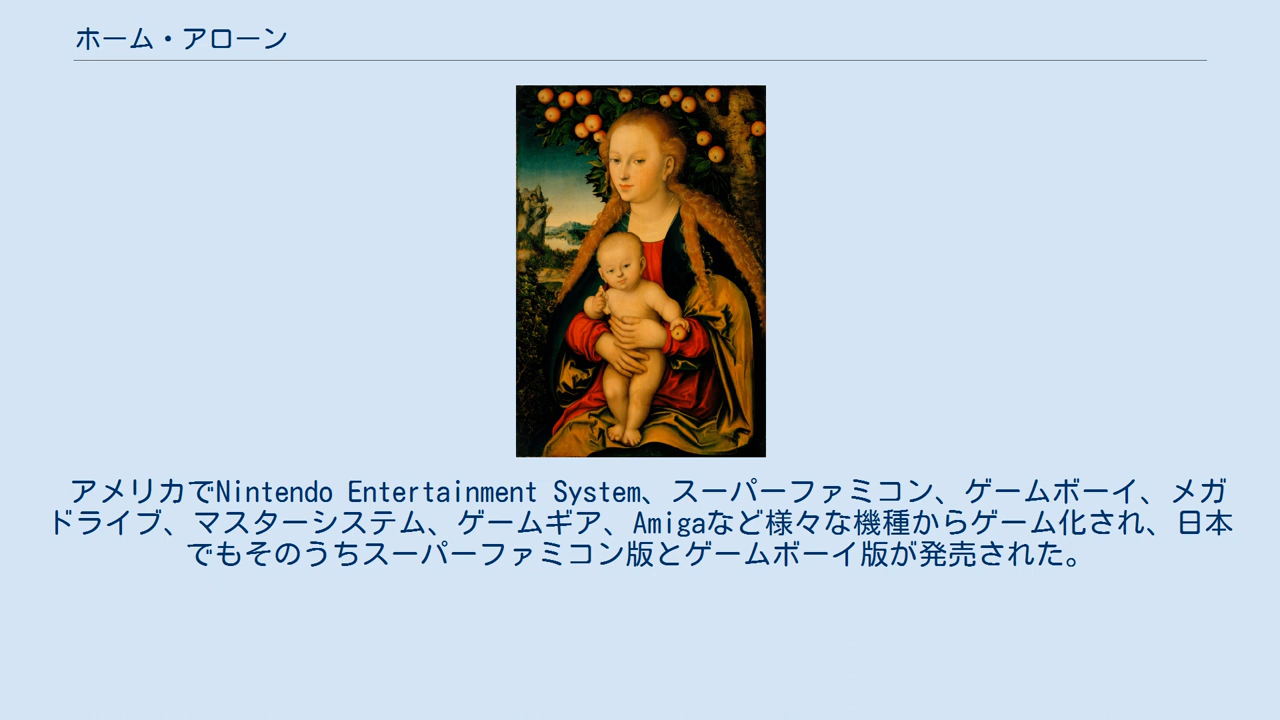 ホーム・アローン
アメリカでNintendo Entertainment System、スーパーファミコン、ゲームボーイ、メガ
ドライブ、マスターシステム、ゲームギア、Amigaなど様々な機種からゲーム化され、日本
でもそのうちスーパーファミコン版とゲームボーイ版が発売された。